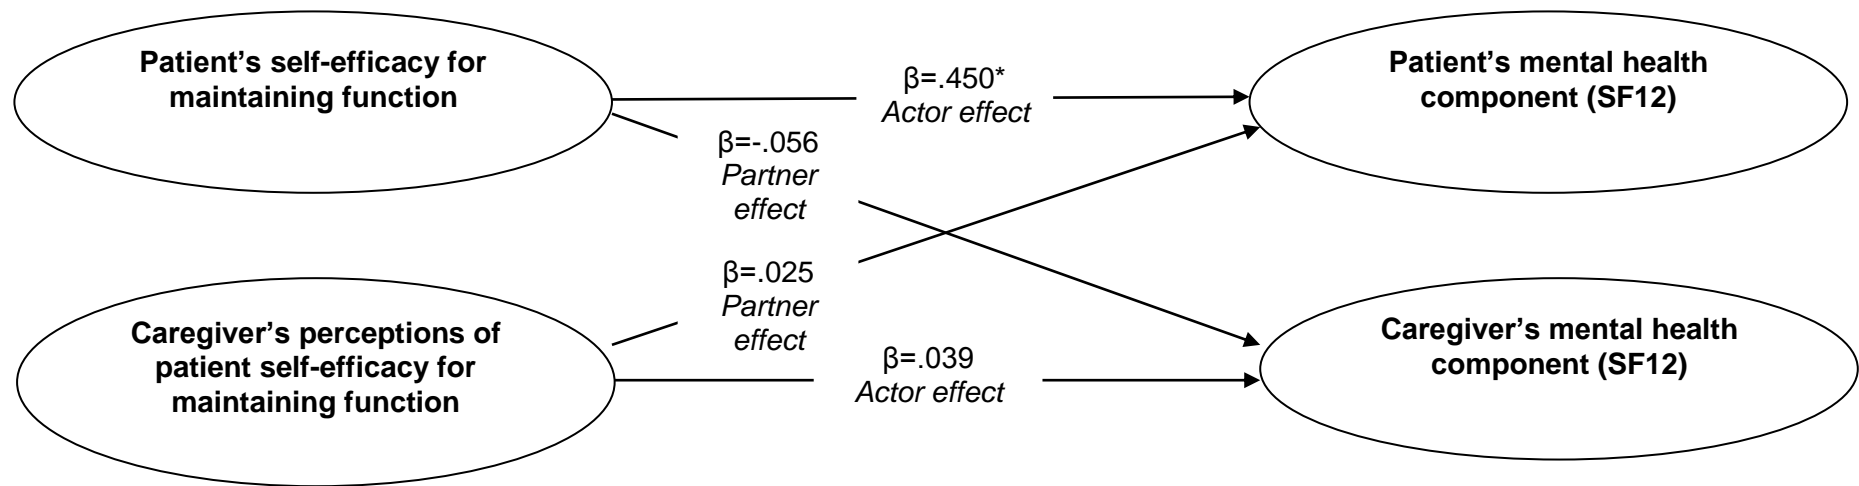 Patient’s self-efficacy for
maintaining function
β=.450*
Actor effect
Patient’s mental health
component (SF12)
β=-.056
Partner
effect
β=.025
Partner
effect
Caregiver’s perceptions of
patient self-efficacy for
maintaining function
β=.039
Actor effect
Caregiver’s mental health
component (SF12)